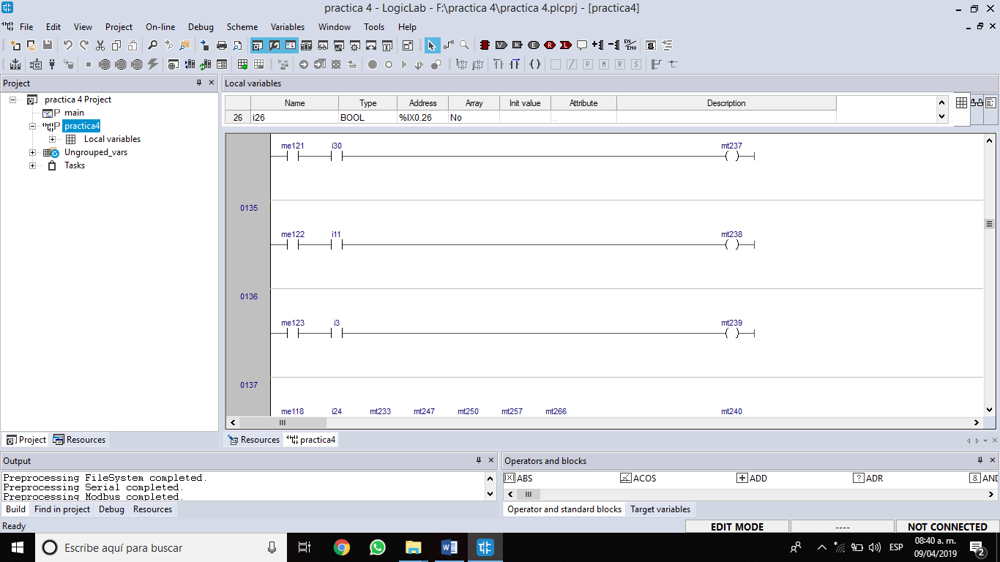 practica 4 - LogicLab - F:\practica 4\practica 4.plcprj - [practica4]
File Edit View Project On-line Debug Scheme Variables Window Tools Help
Project
practica 4 Project
main
practica4
Local variables
Ungrouped_vars
Tasks
Project Resources
Local variables
Name Type Address Array Init value Attribute Description
26 i26 BOOL %IX0.26 No ..
me121 i30 mt237
0135
me122 i11 mt238
0136
me123 i3 mt239
0137
me118 i24 mt233 mt247 mt250 mt257 mt266 mt240
Resources practica4
Output
Preprocessing FileSystem completed.
Preprocessing Serial completed.
Preprocessing Modbus completed.
Build Find in project Debug Resources
Operators and blocks
ABS ACOS ADD ADR AND
Operator and standard blocks Target variables
Ready EDIT MODE ---- NOT CONNECTED
Escribe aquí para buscar
ESP
08:40 a. m.
09/04/2019
2